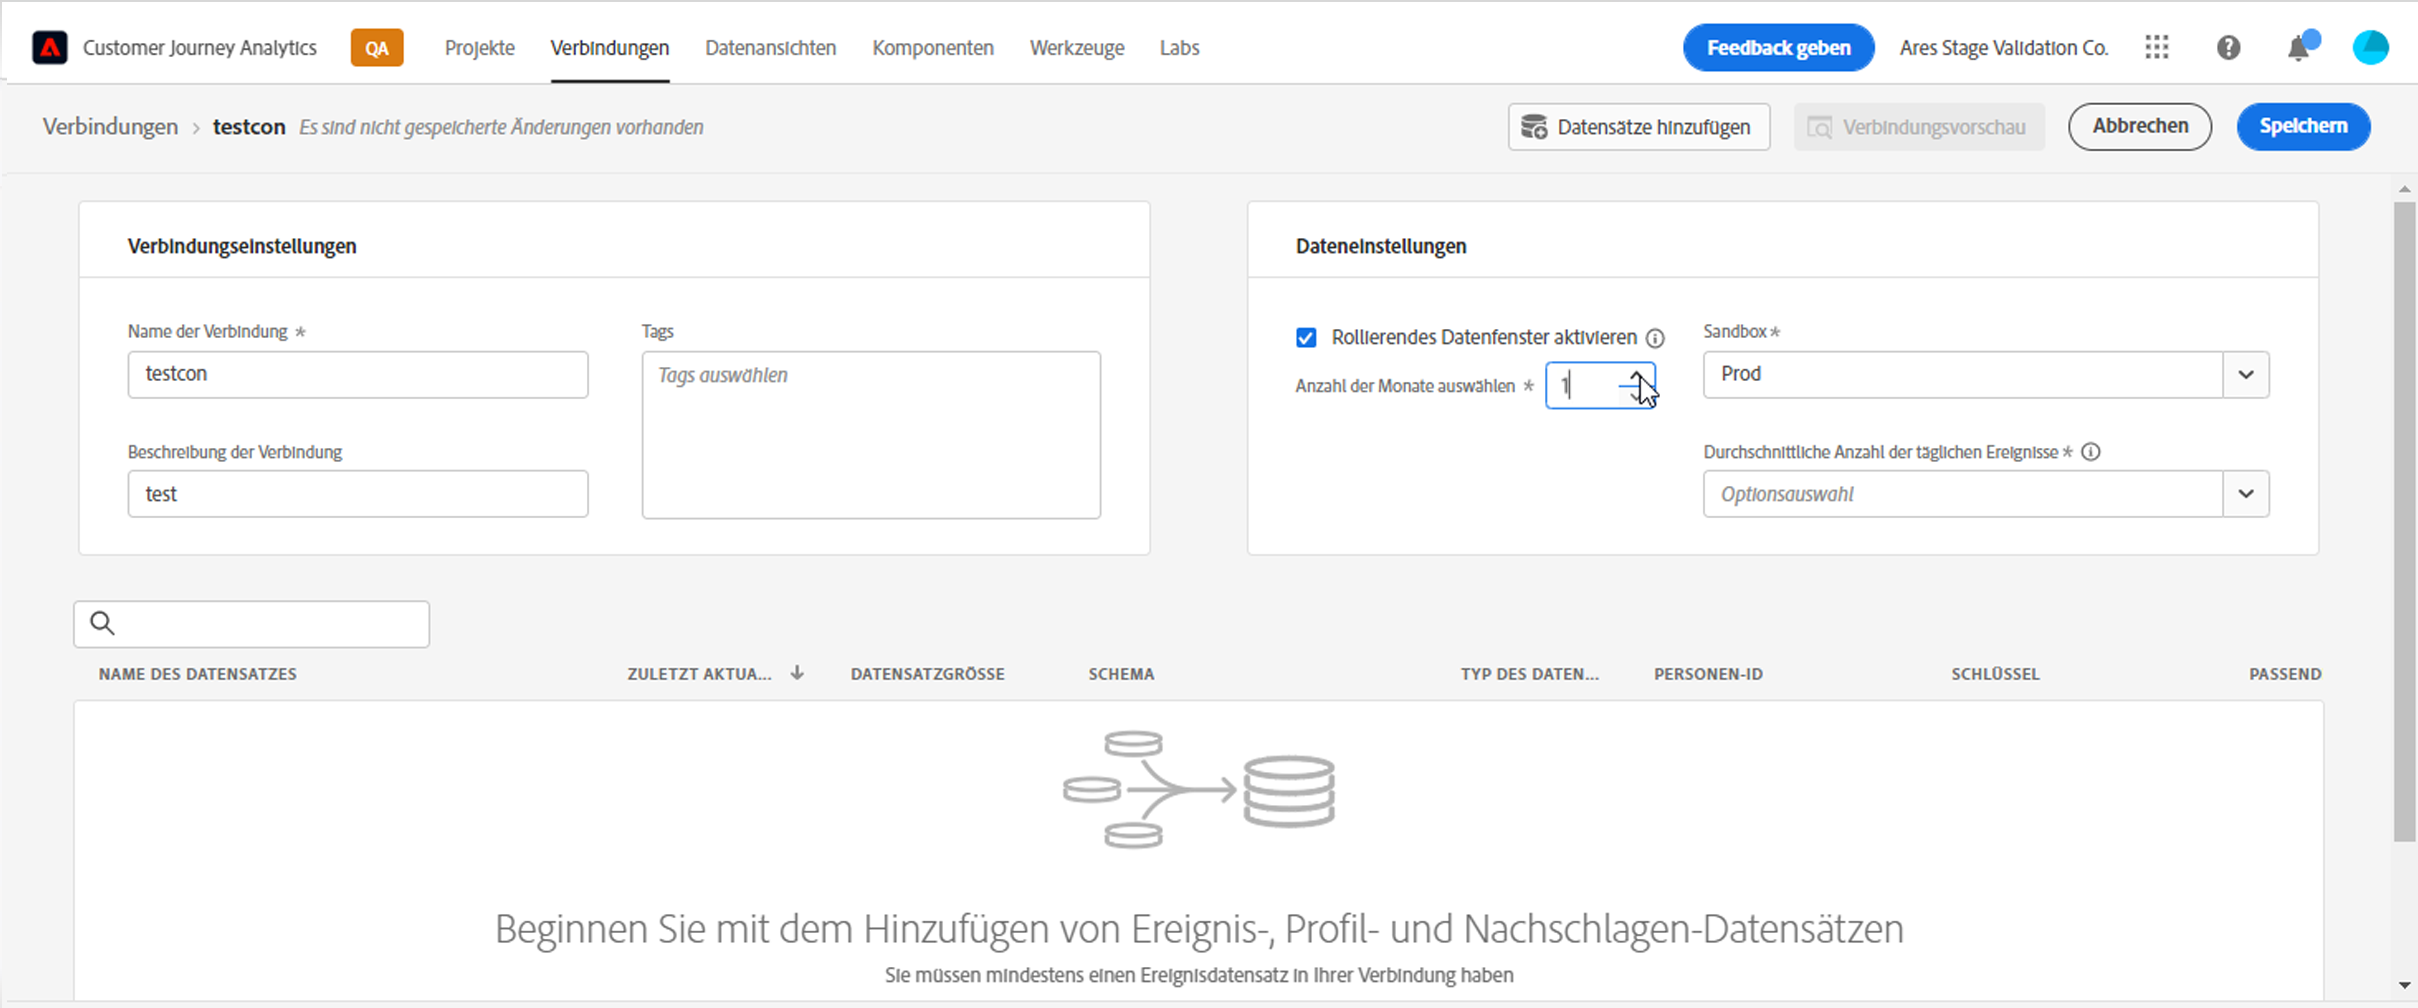 Customer Journey Analytics QA Projekte Verbindungen Datenansichten Komponenten Werkzeuge Labs Feedback geben Ares Stage Validation Co.
Verbindungen › testcon Es sind nicht gespeicherte Änderungen vorhanden Datensätze hinzufügen Verbindungsvorschau Abbrechen Speichern
Verbindungseinstellungen
Name der Verbindung * Tags
testcon Tags auswählen
Beschreibung der Verbindung
test
Dateneinstellungen
Rollierendes Datenfenster aktivieren Sandbox *
Anzahl der Monate auswählen * 1 Prod
Durchschnittliche Anzahl der täglichen Ereignisse *
Optionsauswahl
NAME DES DATENSATZES ZULETZT AKTUA... DATENSATZGRÖSSE SCHEMA TYP DES DATEN... PERSONEN-ID SCHLÜSSEL PASSEND
Beginnen Sie mit dem Hinzufügen von Ereignis-, Profil- und Nachschlagen-Datensätzen
Sie müssen mindestens einen Ereignisdatensatz in Ihrer Verbindung haben